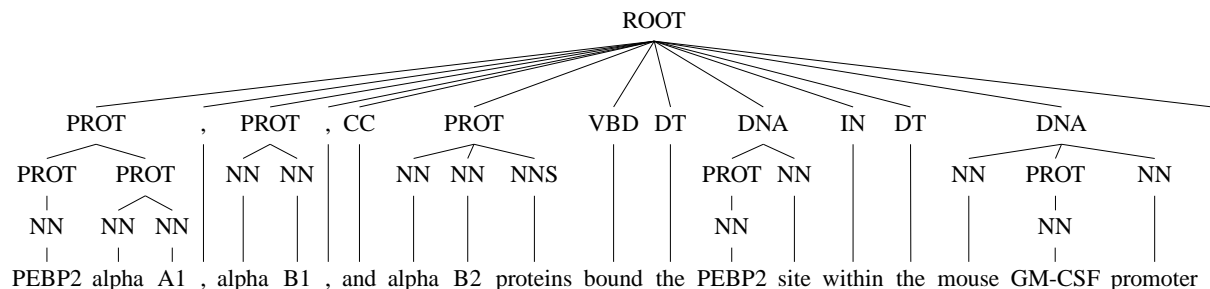 ROOT
PROT , PROT , CC PROT VBD DT DNA IN DT DNA
PROT PROT NN NN NN NN NNS PROT NN NN PROT NN
NN NN NN NN NN
PEBP2 alpha A1 , alpha B1 , and alpha B2 proteins bound the PEBP2 site within the mouse GM-CSF promoter